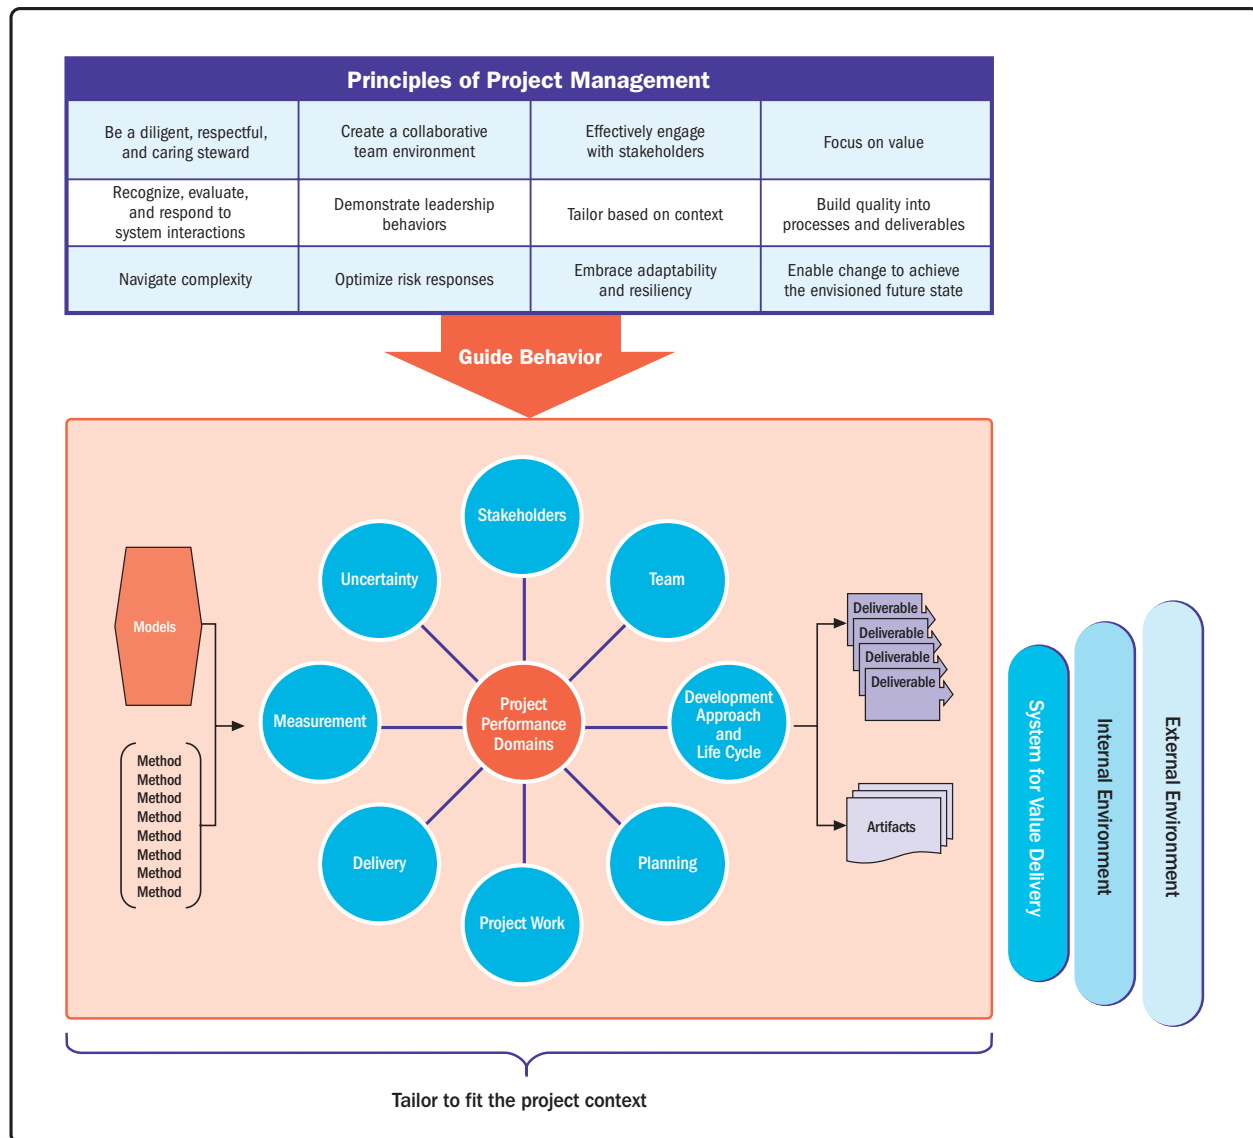 Principles of Project Management
Be a diligent, respectful,
and caring steward
Create a collaborative
team environment
Effectively engage
with stakeholders
Focus on value
Recognize, evaluate,
and respond to
system interactions
Demonstrate leadership
behaviors
Tailor based on context
Build quality into
processes and deliverables
Navigate complexity
Optimize risk responses
Embrace adaptability
and resiliency
Enable change to achieve
the envisioned future state
Guide Behavior
Stakeholders
Uncertainty
Team
Models
Measurement
Project
Performance
Domains
Development
Approach
and
Life Cycle
Deliverable
Deliverable
Deliverable
Deliverable
Method
Method
Method
Method
Method
Method
Method
Method
Delivery
Project Work
Planning
Artifacts
System for Value Delivery
Internal Environment
External Environment
Tailor to fit the project context